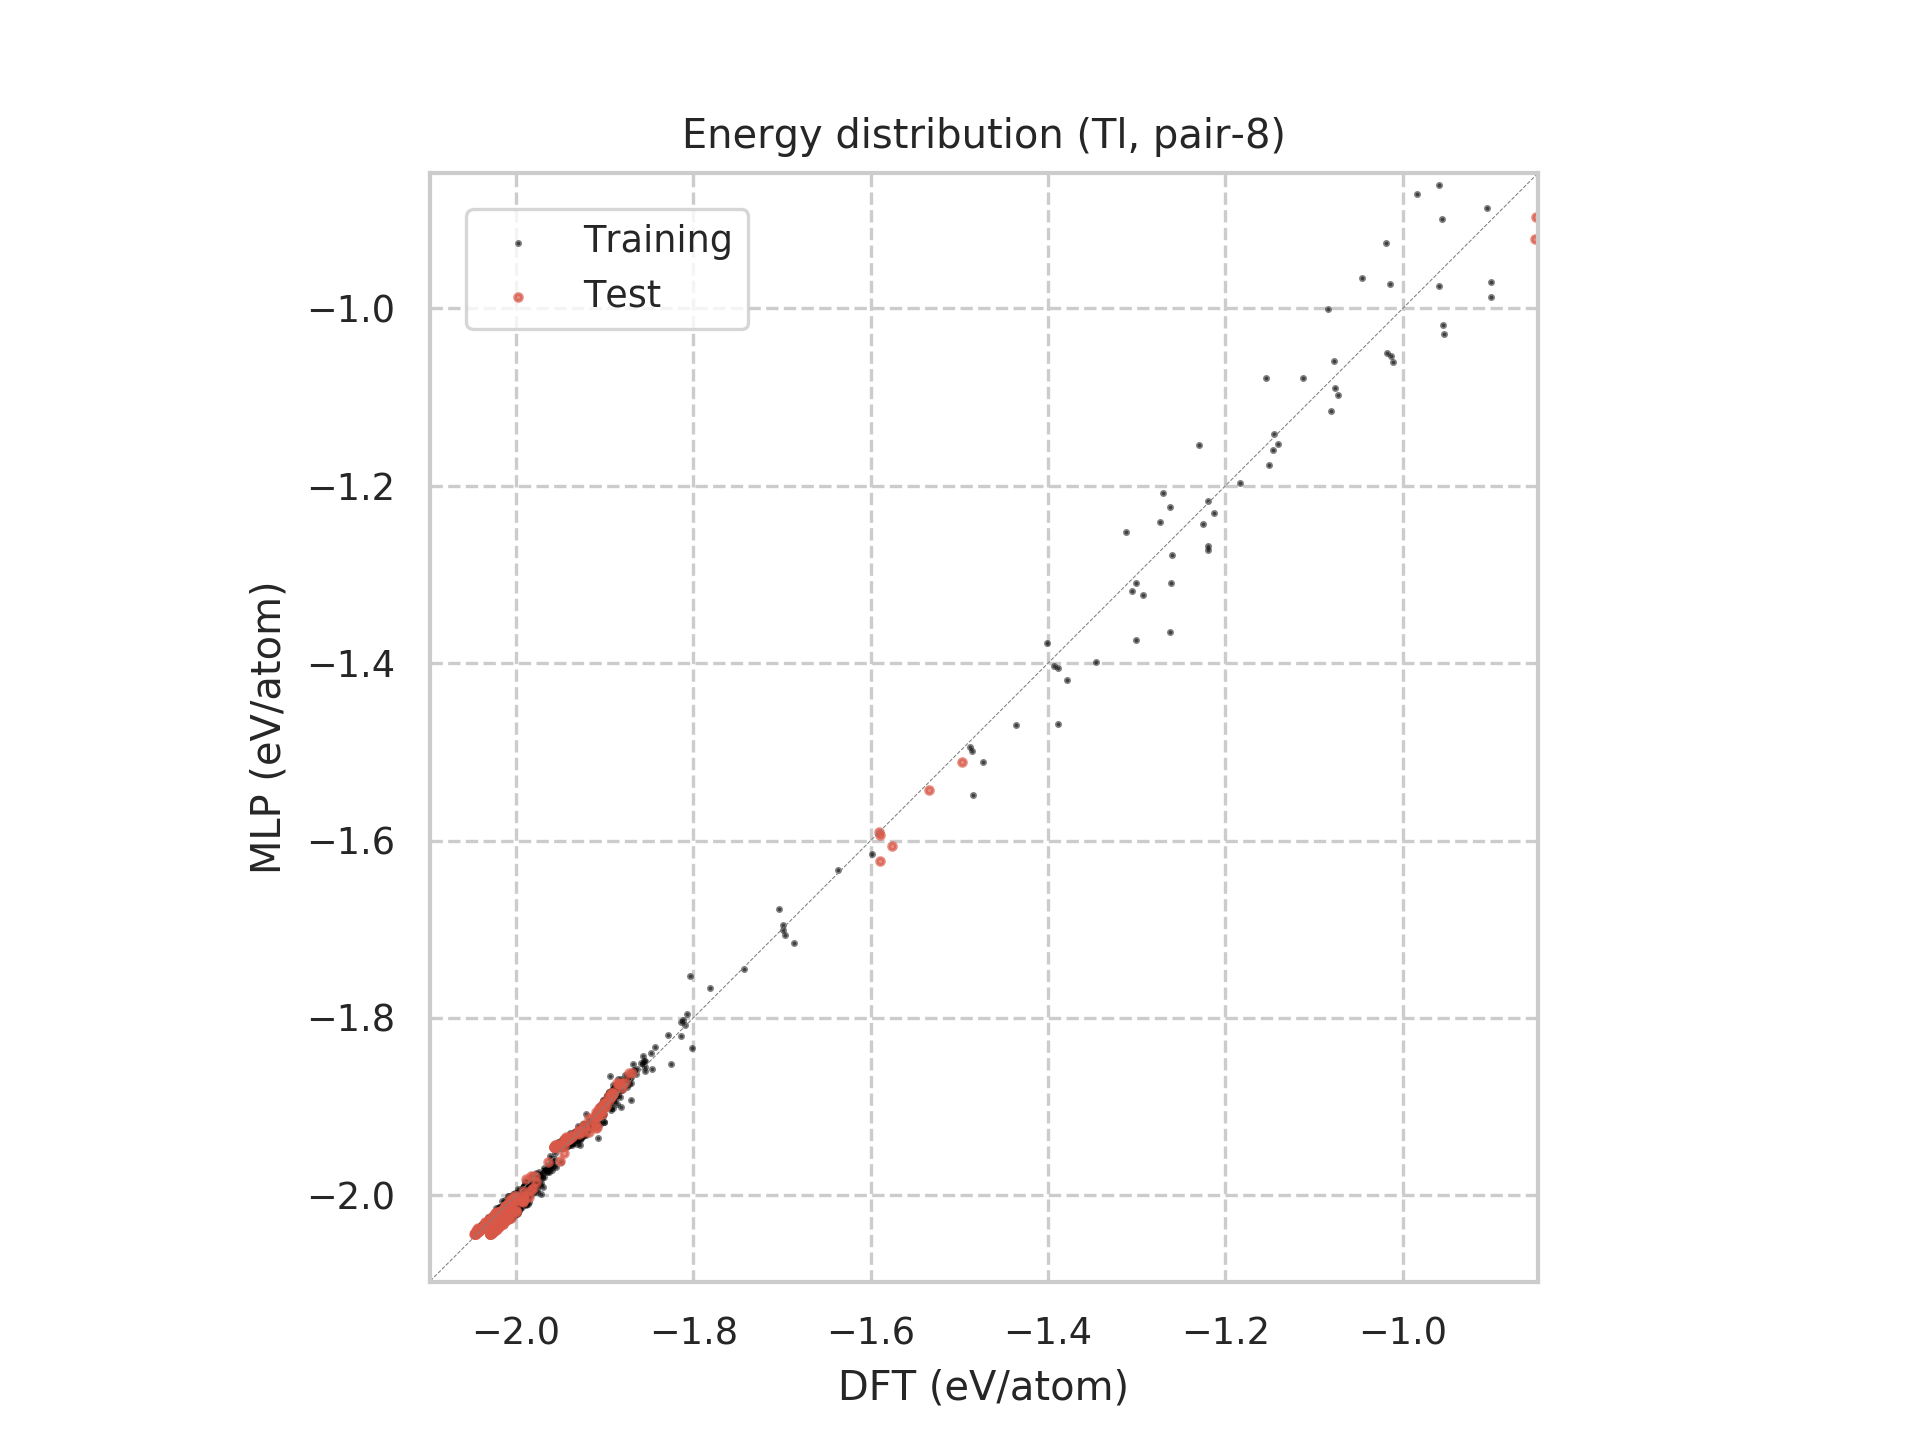 Energy distribution (Tl, pair-8)
Training
Test
−1.0
−1.2
−1.4
−1.6
−1.8
−2.0
MLP (eV/atom)
−2.0 −1.8 −1.6 −1.4 −1.2 −1.0
DFT (eV/atom)